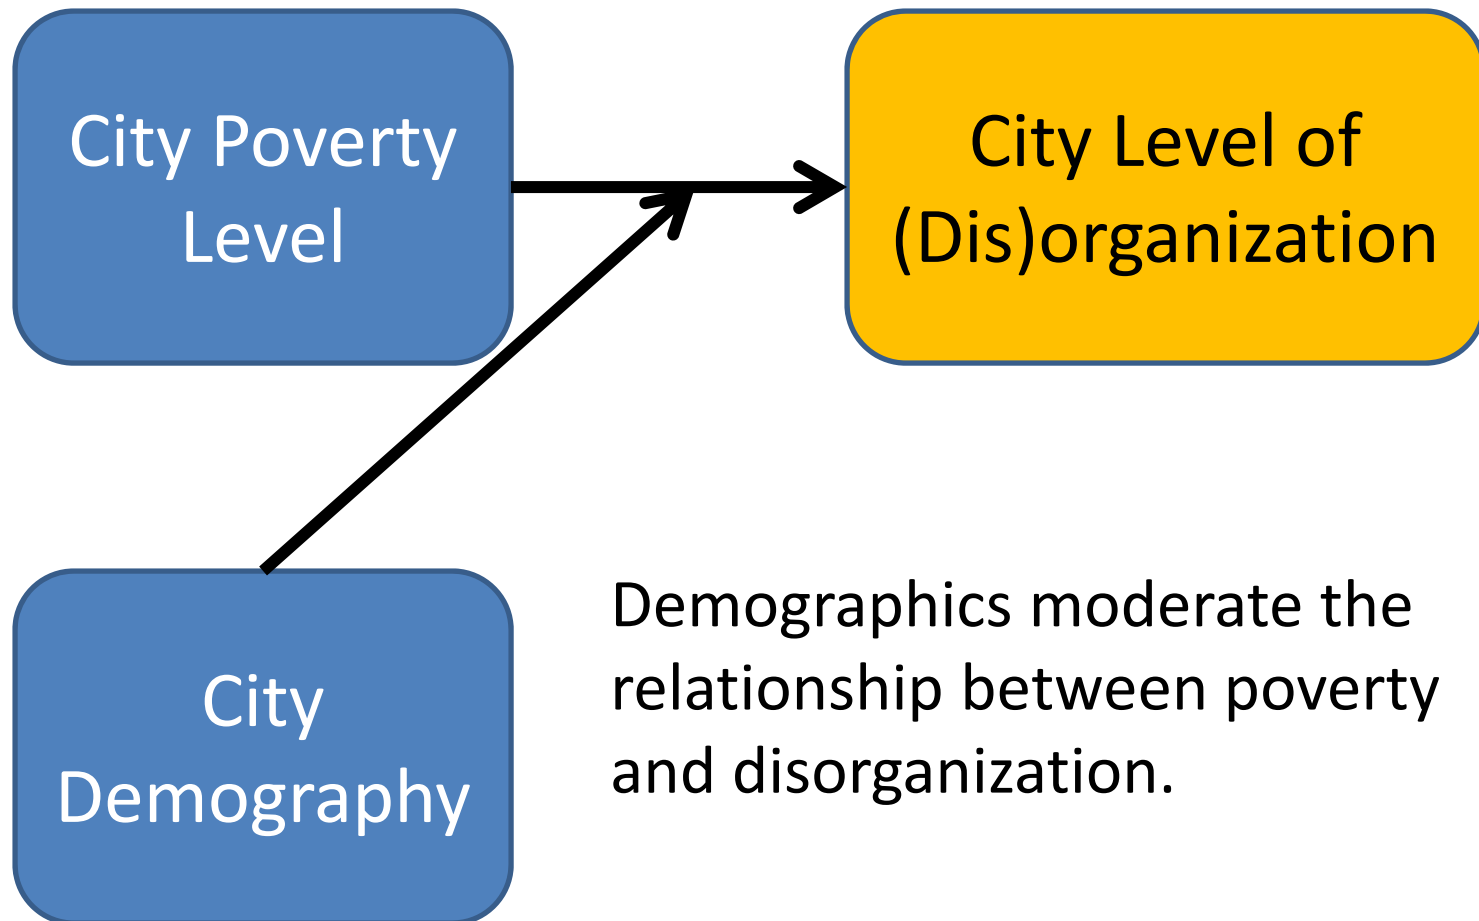 City Poverty
Level
City Level of
(Dis)organization
City
Demography
Demographics moderate the
relationship between poverty
and disorganization.